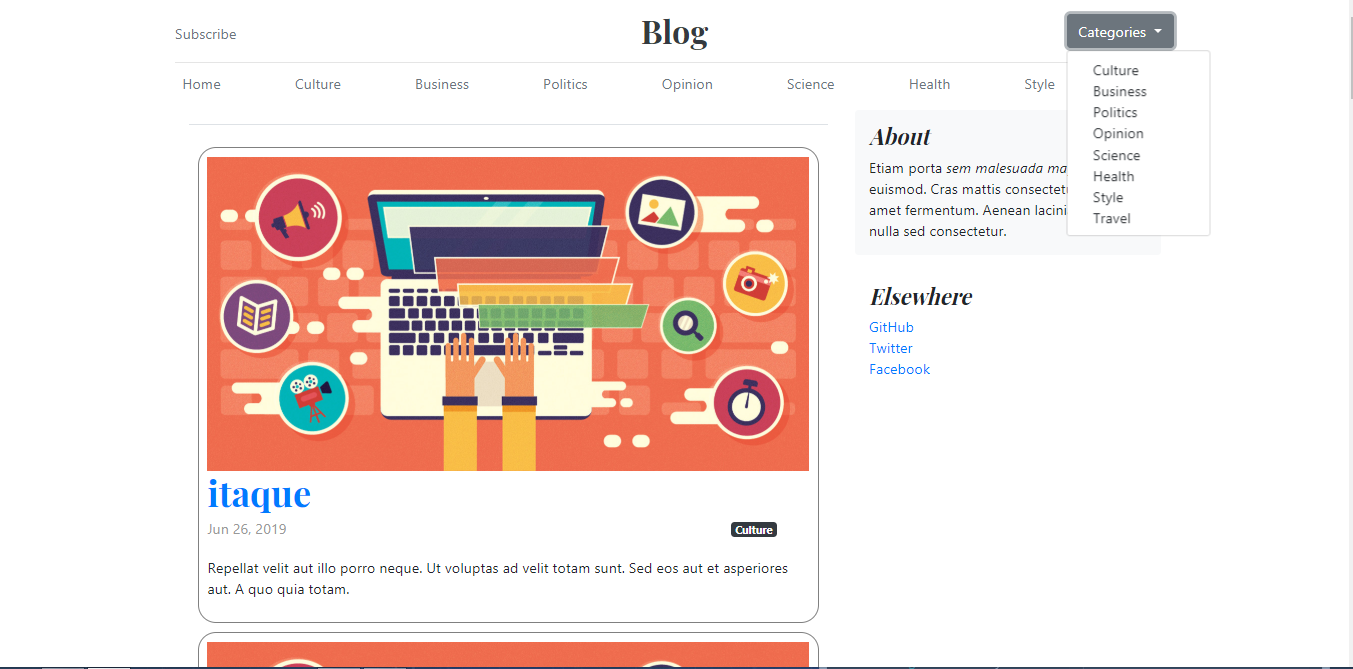 Subscribe
Blog
Categories
Home Culture Business Politics Opinion Science Health Style
Culture
Business
Politics
Opinion
Science
Health
Style
Travel
itaque
Jun 26, 2019
Culture
Repellat velit aut illo porro neque. Ut voluptas ad velit totam sunt. Sed eos aut et asperiores
aut. A quo quia totam.
About
Etiam porta sem malesuada
euismod. Cras mattis
amet fermentum. Aenean
nulla sed consectetur.
Elsewhere
GitHub
Twitter
Facebook